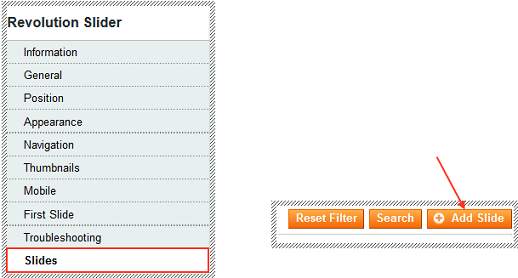 Revolution Slider
Information
General
Position
Appearance
Navigation
Thumbnails
Mobile
First Slide
Troubleshooting
Slides
Reset Filter Search Add Slide